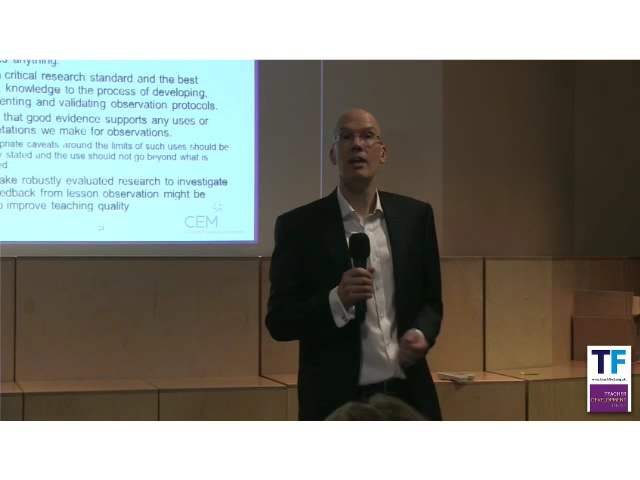 s anything.
critical research standard and the best
knowledge to the process of developing,
enting and validating observation protocols.
that good evidence supports any uses or
etations we make for observations.
priate caveats around the limits of such uses should be
y stated and the use should not go beyond what is
ed.
ake robustly evaluated research to investigate
eedback from lesson observation might be
o improve teaching quality
24
CEM
TF
TEACHER
DEVELOPMENT
TRUST